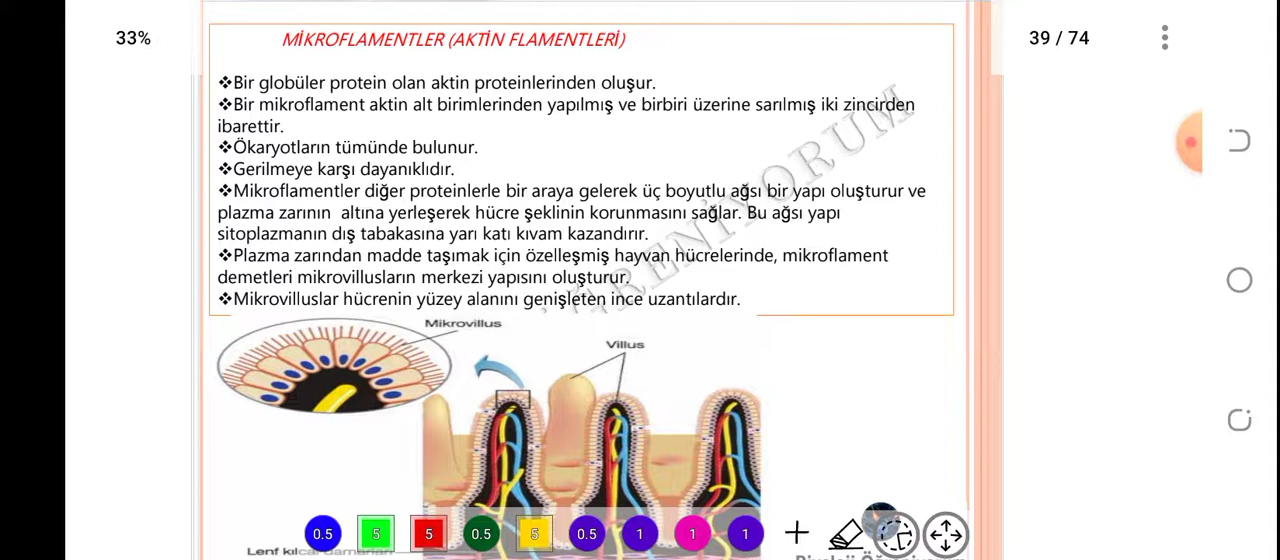 33%
39 / 74
MİKROFLAMENTLER (AKTİN FLAMENTLERİ)
❖Bir globüler protein olan aktin proteinlerinden oluşur.
❖Bir mikroflament aktin alt birimlerinden yapılmış ve birbiri üzerine sarılmış iki zincirden
ibarettir.
❖Ökaryotların tümünde bulunur.
❖Gerilmeye karşı dayanıklıdır.
❖Mikroflamentler diğer proteinlerle bir araya gelerek üç boyutlu ağsı bir yapı oluşturur ve
plazma zarının altına yerleşerek hücre şeklinin korunmasını sağlar. Bu ağsı yapı
sitoplazmanın dış tabakasına yarı katı kıvam kazandırır.
❖Plazma zarından madde taşımak için özelleşmiş hayvan hücrelerinde, mikroflament
demetleri mikrovillusların merkezi yapısını oluşturur.
❖Mikrovilluslar hücrenin yüzey alanını genişleten ince uzantılardır.
ĞRENİYORUM
Mikrovillus
Villus
0.5 5 5 0.5 5 0.5 1 1 1
Lenf kılcal damarları